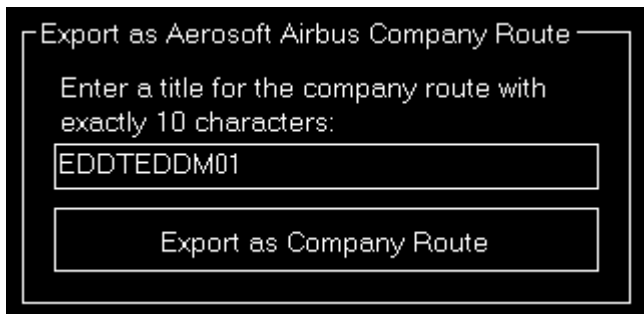 Export as Aerosoft Airbus Company Route
Enter a title for the company route with
exactly 10 characters:
EDDTEDDM01
Export as Company Route